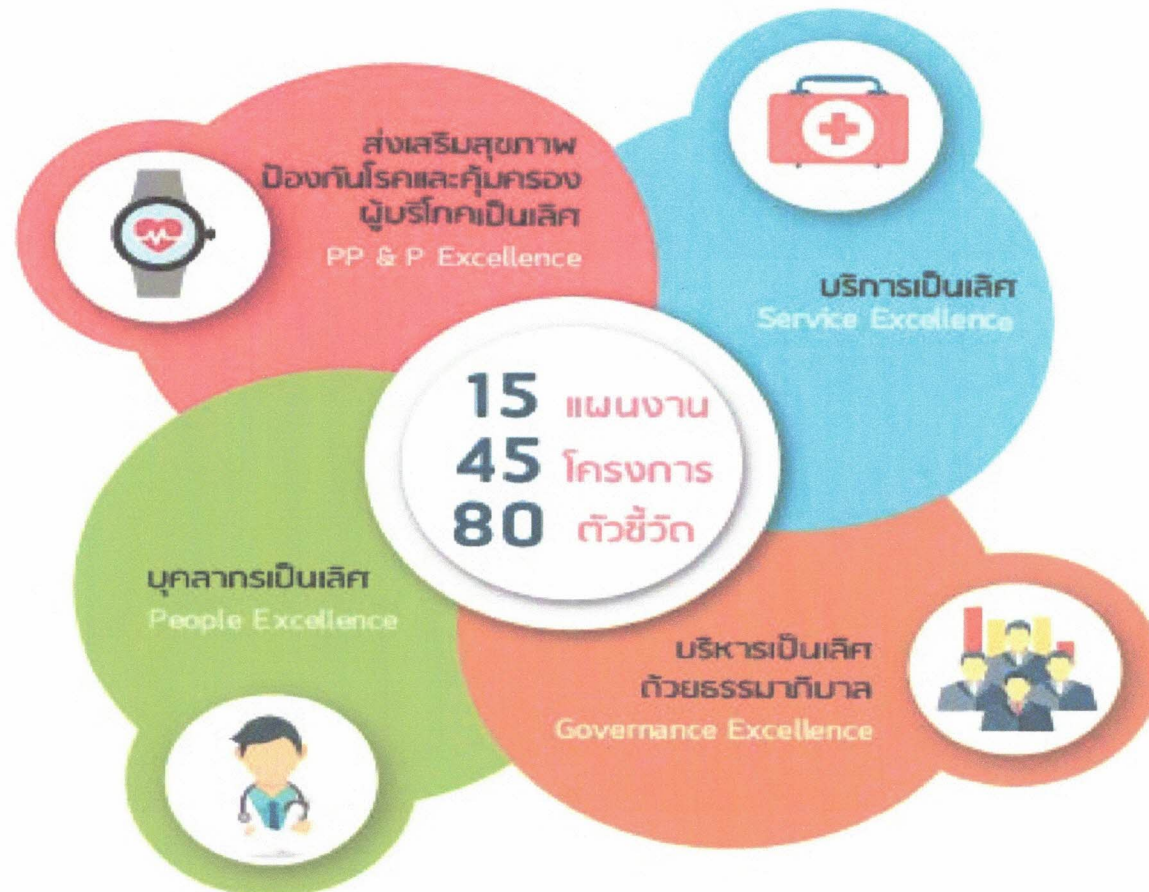 ส่งเสริมสุขภาพ
ป้องกันโรคและคุ้มครอง
ผู้บริโภคเป็นเลิศ
PP & P Excellence
บริการเป็นเลิศ
Service Excellence
15 แผนงาน
45 โครงการ
80 ตัวชี้วัด
บุคลากรเป็นเลิศ
People Excellence
บริหารเป็นเลิศ
ด้วยธรรมาภิบาล
Governance Excellence